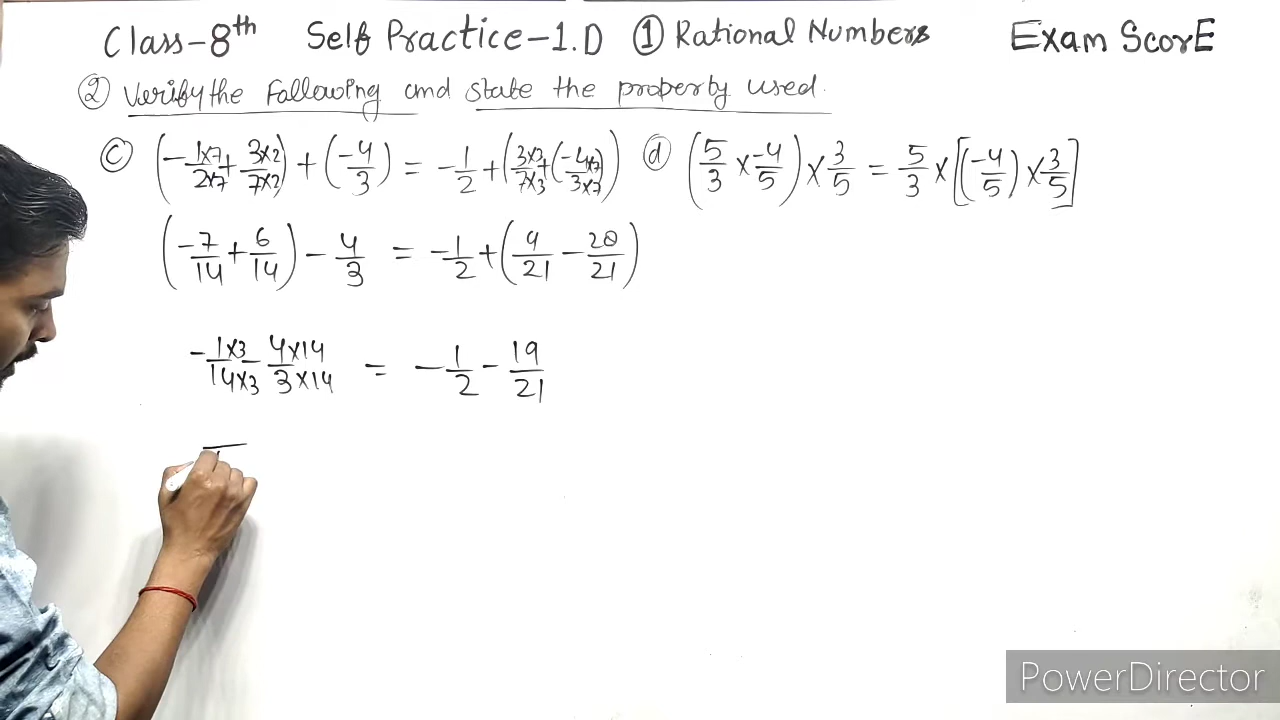 Class-8th Self Practice-1.D ① Rational Numbers Exam ScorE
② Verify the Following and state the property used.
ⓒ (-1×7/2×7 + 3×2/7×2) + (-4/3) = -1/2 + (3×3/7×3 + (-4×7/3×7)) ⓓ (5/3 × -4/5) × 3/5 = 5/3 × [(-4/5) × 3/5]
(-7/14 + 6/14) - 4/3 = -1/2 + (9/21 - 28/21)
-1×3/14×3 - 4×14/3×14 = -1/2 - 19/21
PowerDirector